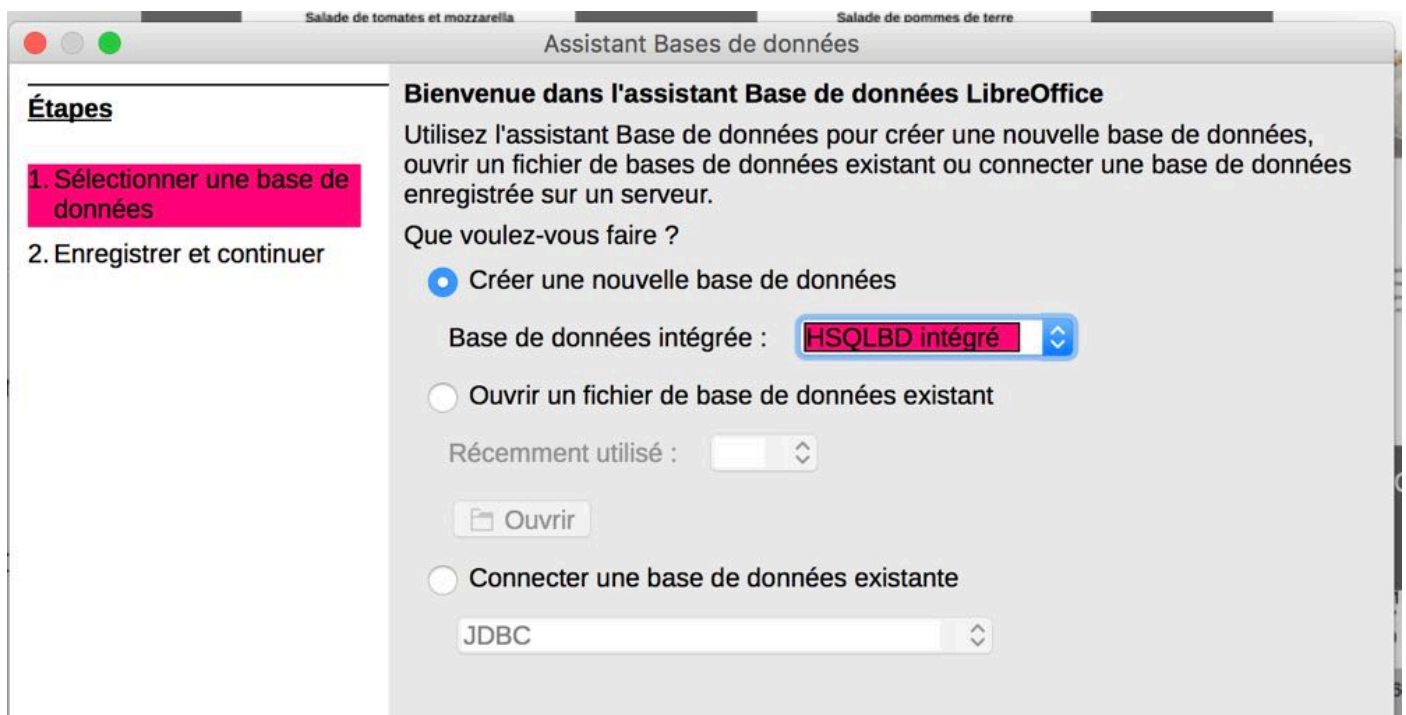 Salade de tomates et mozzarella
Salade de pommes de terre
Assistant Bases de données
Étapes
1. Sélectionner une base de
données
2. Enregistrer et continuer
Bienvenue dans l'assistant Base de données LibreOffice
Utilisez l'assistant Base de données pour créer une nouvelle base de données,
ouvrir un fichier de bases de données existant ou connecter une base de données
enregistrée sur un serveur.
Que voulez-vous faire ?
Créer une nouvelle base de données
Base de données intégrée : HSQLBD intégré
Ouvrir un fichier de base de données existant
Récemment utilisé :
Ouvrir
Connecter une base de données existante
JDBC